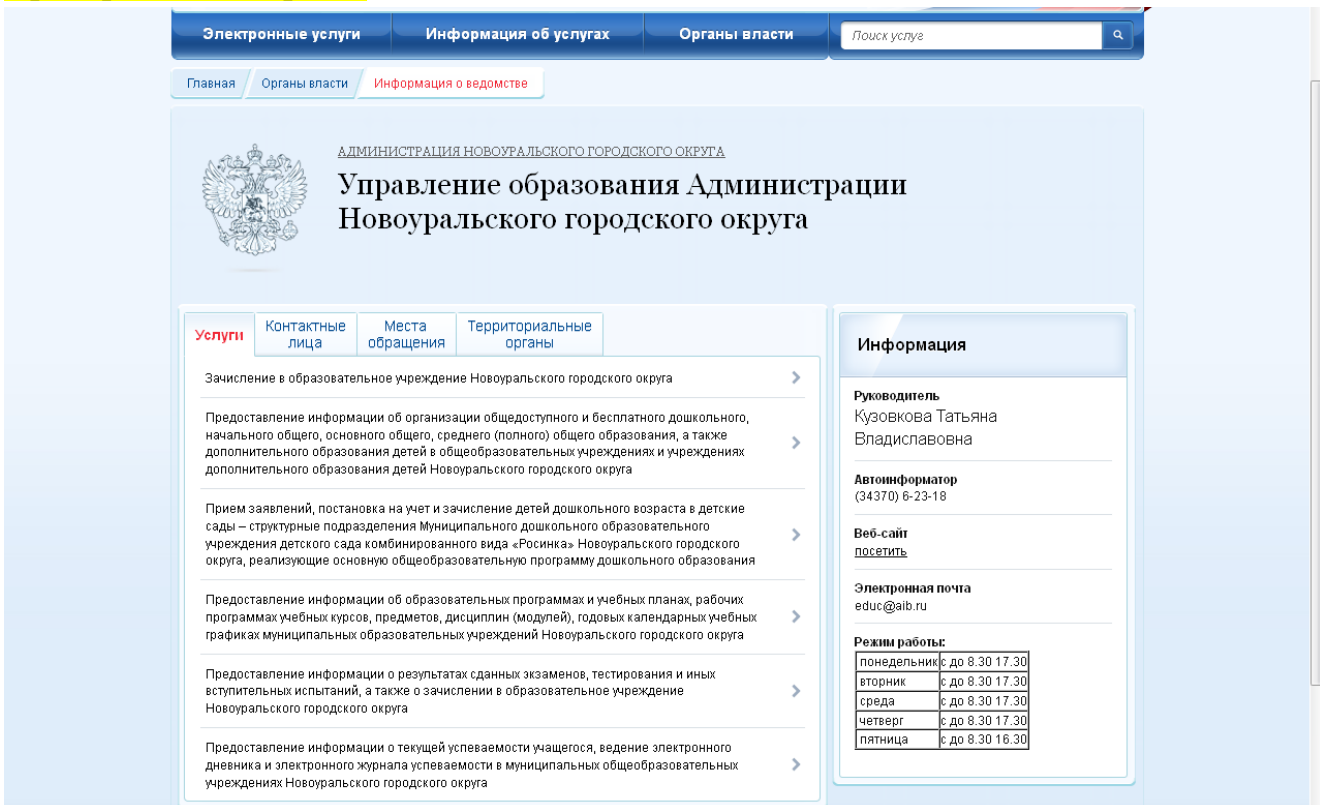 Электронные услуги
Информация об услугах
Органы власти
Поиск услуг
Главная
Органы власти
Информация о ведомстве
АДМИНИСТРАЦИЯ НОВОУРАЛЬСКОГО ГОРОДСКОГО ОКРУГА
Управление образования Администрации
Новоуральского городского округа
Услуги
Контактные
лица
Места
обращения
Территориальные
органы
Зачисление в образовательное учреждение Новоуральского городского округа
Предоставление информации об организации общедоступного и бесплатного дошкольного,
начального общего, основного общего, среднего (полного) общего образования, а также
дополнительного образования детей в общеобразовательных учреждениях и учреждениях
дополнительного образования детей Новоуральского городского округа
Прием заявлений, постановка на учет и зачисление детей дошкольного возраста в детские
сады – структурные подразделения Муниципального дошкольного образовательного
учреждения детского сада комбинированного вида «Росинка» Новоуральского городского
округа, реализующие основную общеобразовательную программу дошкольного образования
Предоставление информации об образовательных программах и учебных планах, рабочих
программах учебных курсов, предметов, дисциплин (модулей), годовых календарных учебных
графиках муниципальных образовательных учреждений Новоуральского городского округа
Предоставление информации о результатах сданных экзаменов, тестирования и иных
вступительных испытаний, а также о зачислении в образовательное учреждение
Новоуральского городского округа
Предоставление информации о текущей успеваемости учащегося, ведение электронного
дневника и электронного журнала успеваемости в муниципальных общеобразовательных
учреждениях Новоуральского городского округа
Информация
Руководитель
Кузовкова Татьяна
Владиславовна
Автоинформатор
(34370) 6-23-18
Веб-сайт
посетить
Электронная почта
educ@aib.ru
Режим работы:
понедельник с до 8.30 17.30
вторник с до 8.30 17.30
среда с до 8.30 17.30
четверг с до 8.30 17.30
пятница с до 8.30 16.30